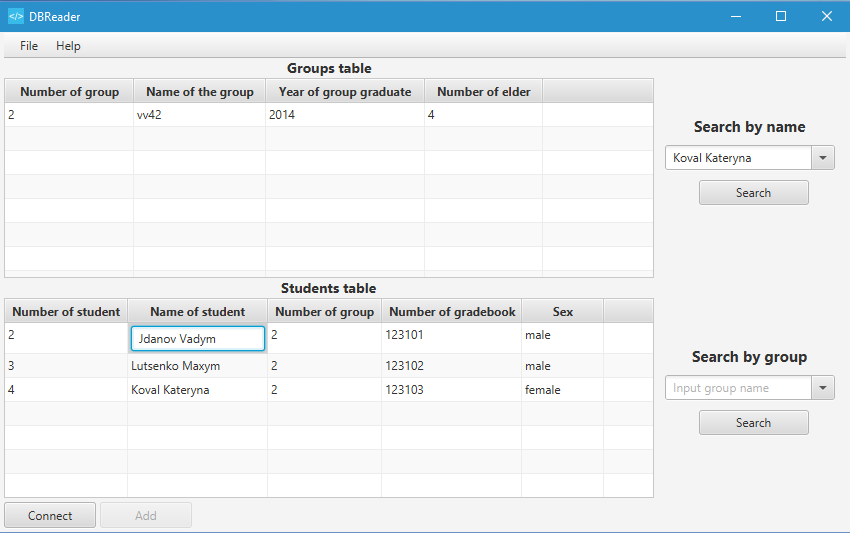 </> DBReader
File Help
Groups table
Number of group Name of the group Year of group graduate Number of elder
2 vv42 2014 4
Search by name
Koval Kateryna
Search
Students table
Number of student Name of student Number of group Number of gradebook Sex
2 Jdanov Vadym 2 123101 male
3 Lutsenko Maxym 2 123102 male
4 Koval Kateryna 2 123103 female
Search by group
Input group name
Search
Connect Add